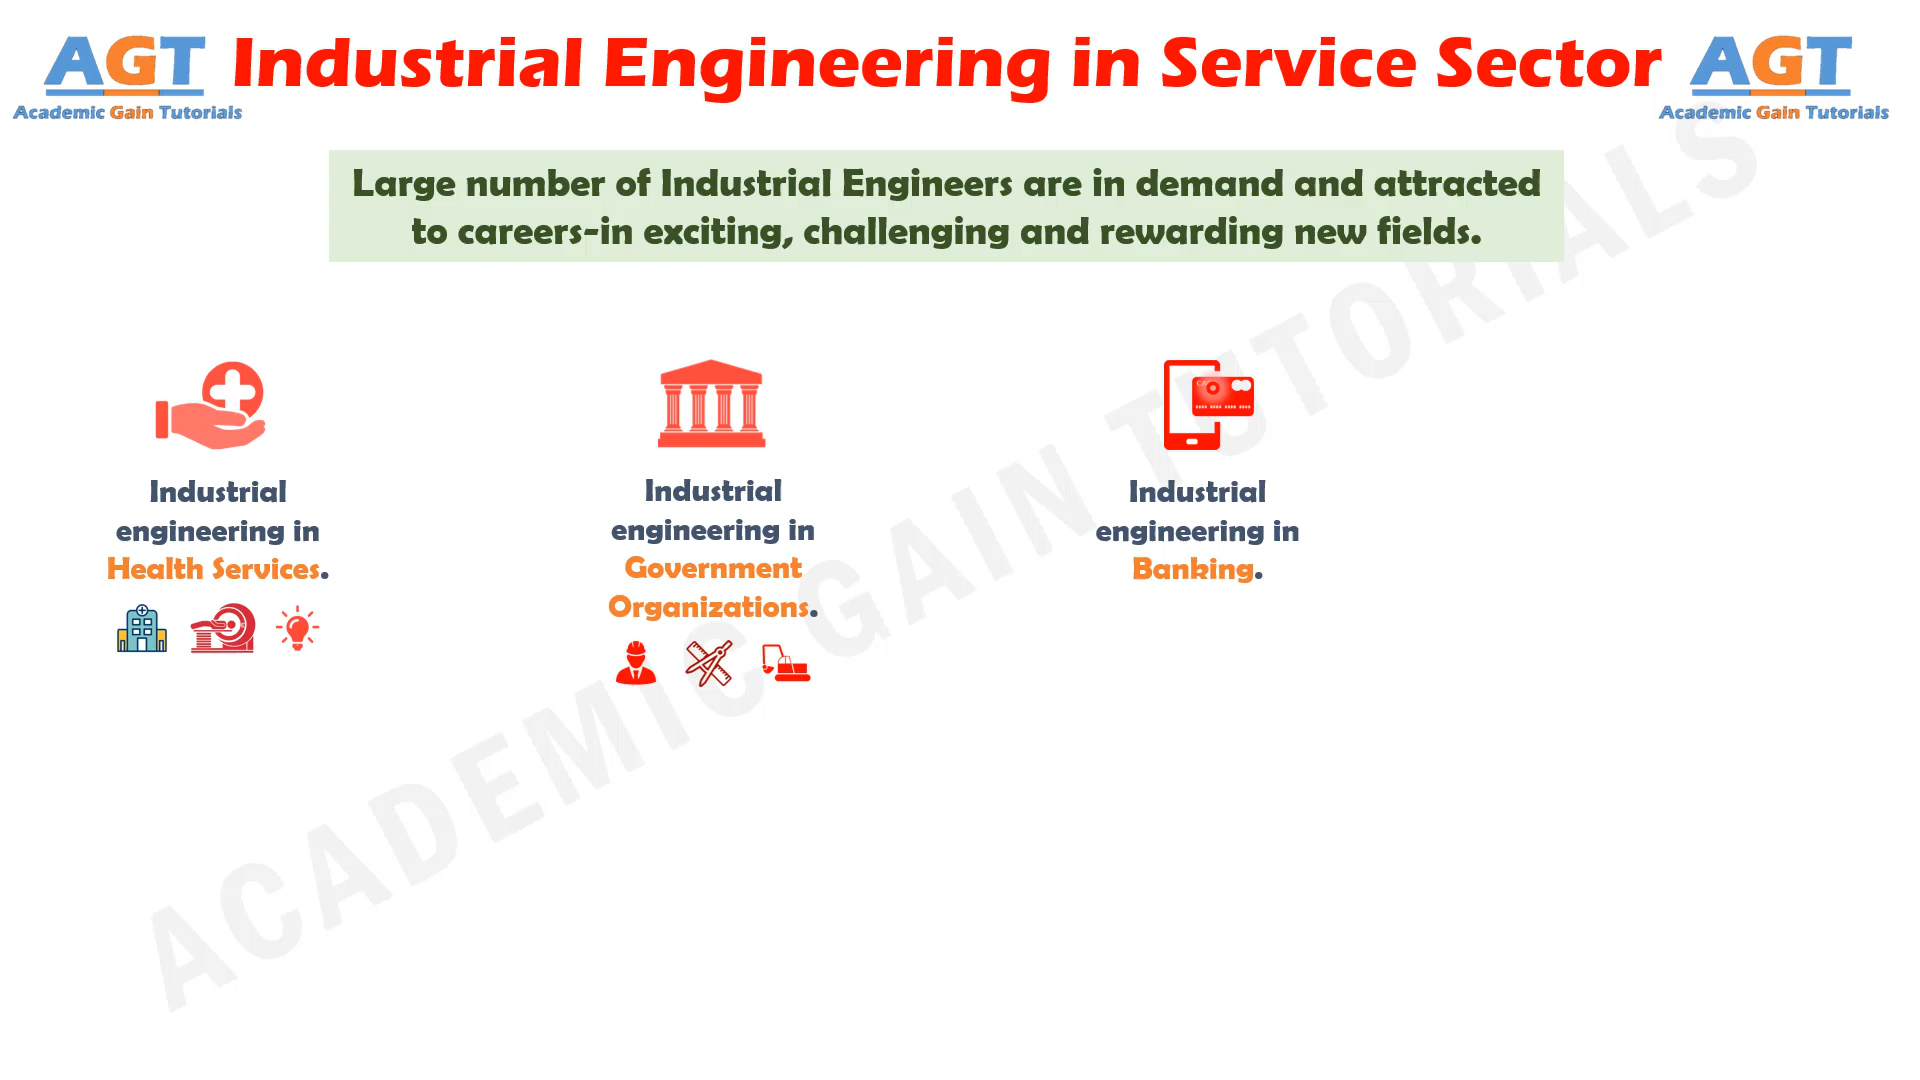 AGT
Academic Gain Tutorials
Industrial Engineering in Service Sector
AGT
Academic Gain Tutorials
Large number of Industrial Engineers are in demand and attracted
to careers-in exciting, challenging and rewarding new fields.
Industrial
engineering in
Health Services.
Industrial
engineering in
Government
Organizations.
Industrial
engineering in
Banking.
ACADEMIC GAIN TUTORIALS